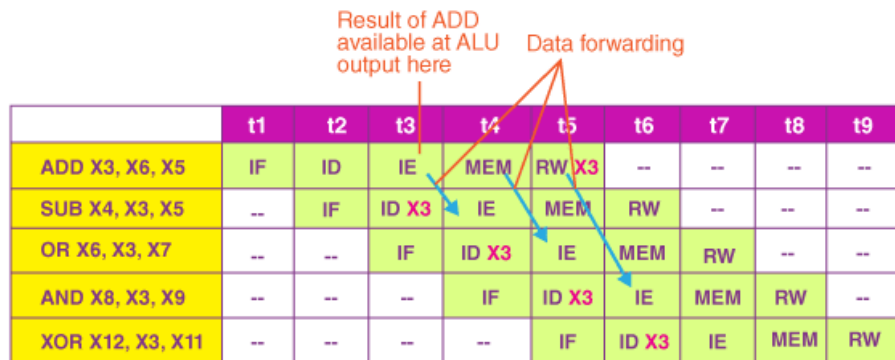 Result of ADD
available at ALU
output here
Data forwarding
t1 t2 t3 t4 t5 t6 t7 t8 t9
ADD X3, X6, X5 IF ID IE MEM RW X3 -- -- -- --
SUB X4, X3, X5 -- IF ID X3 IE MEM RW -- -- --
OR X6, X3, X7 -- -- IF ID X3 IE MEM RW -- --
AND X8, X3, X9 -- -- -- IF ID X3 IE MEM RW --
XOR X12, X3, X11 -- -- -- -- IF ID X3 IE MEM RW